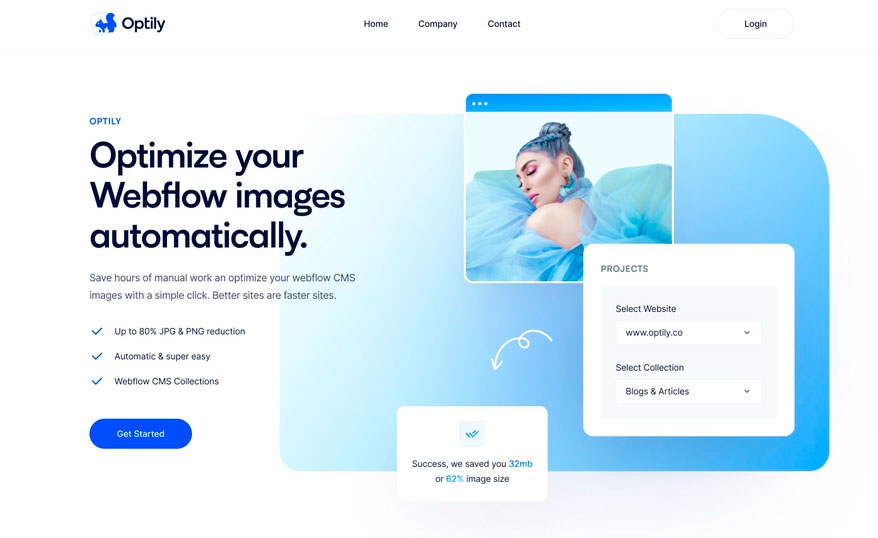 Optily
Home
Company
Contact
Login
OPTILY
Optimize your
Webflow images
automatically.
Save hours of manual work an optimize your webflow CMS
images with a simple click. Better sites are faster sites.
Up to 80% JPG & PNG reduction
Automatic & super easy
Webflow CMS Collections
Get Started
PROJECTS
Select Website
www.optily.co
Select Collection
Blogs & Articles
Success, we saved you 32mb
or 62% image size